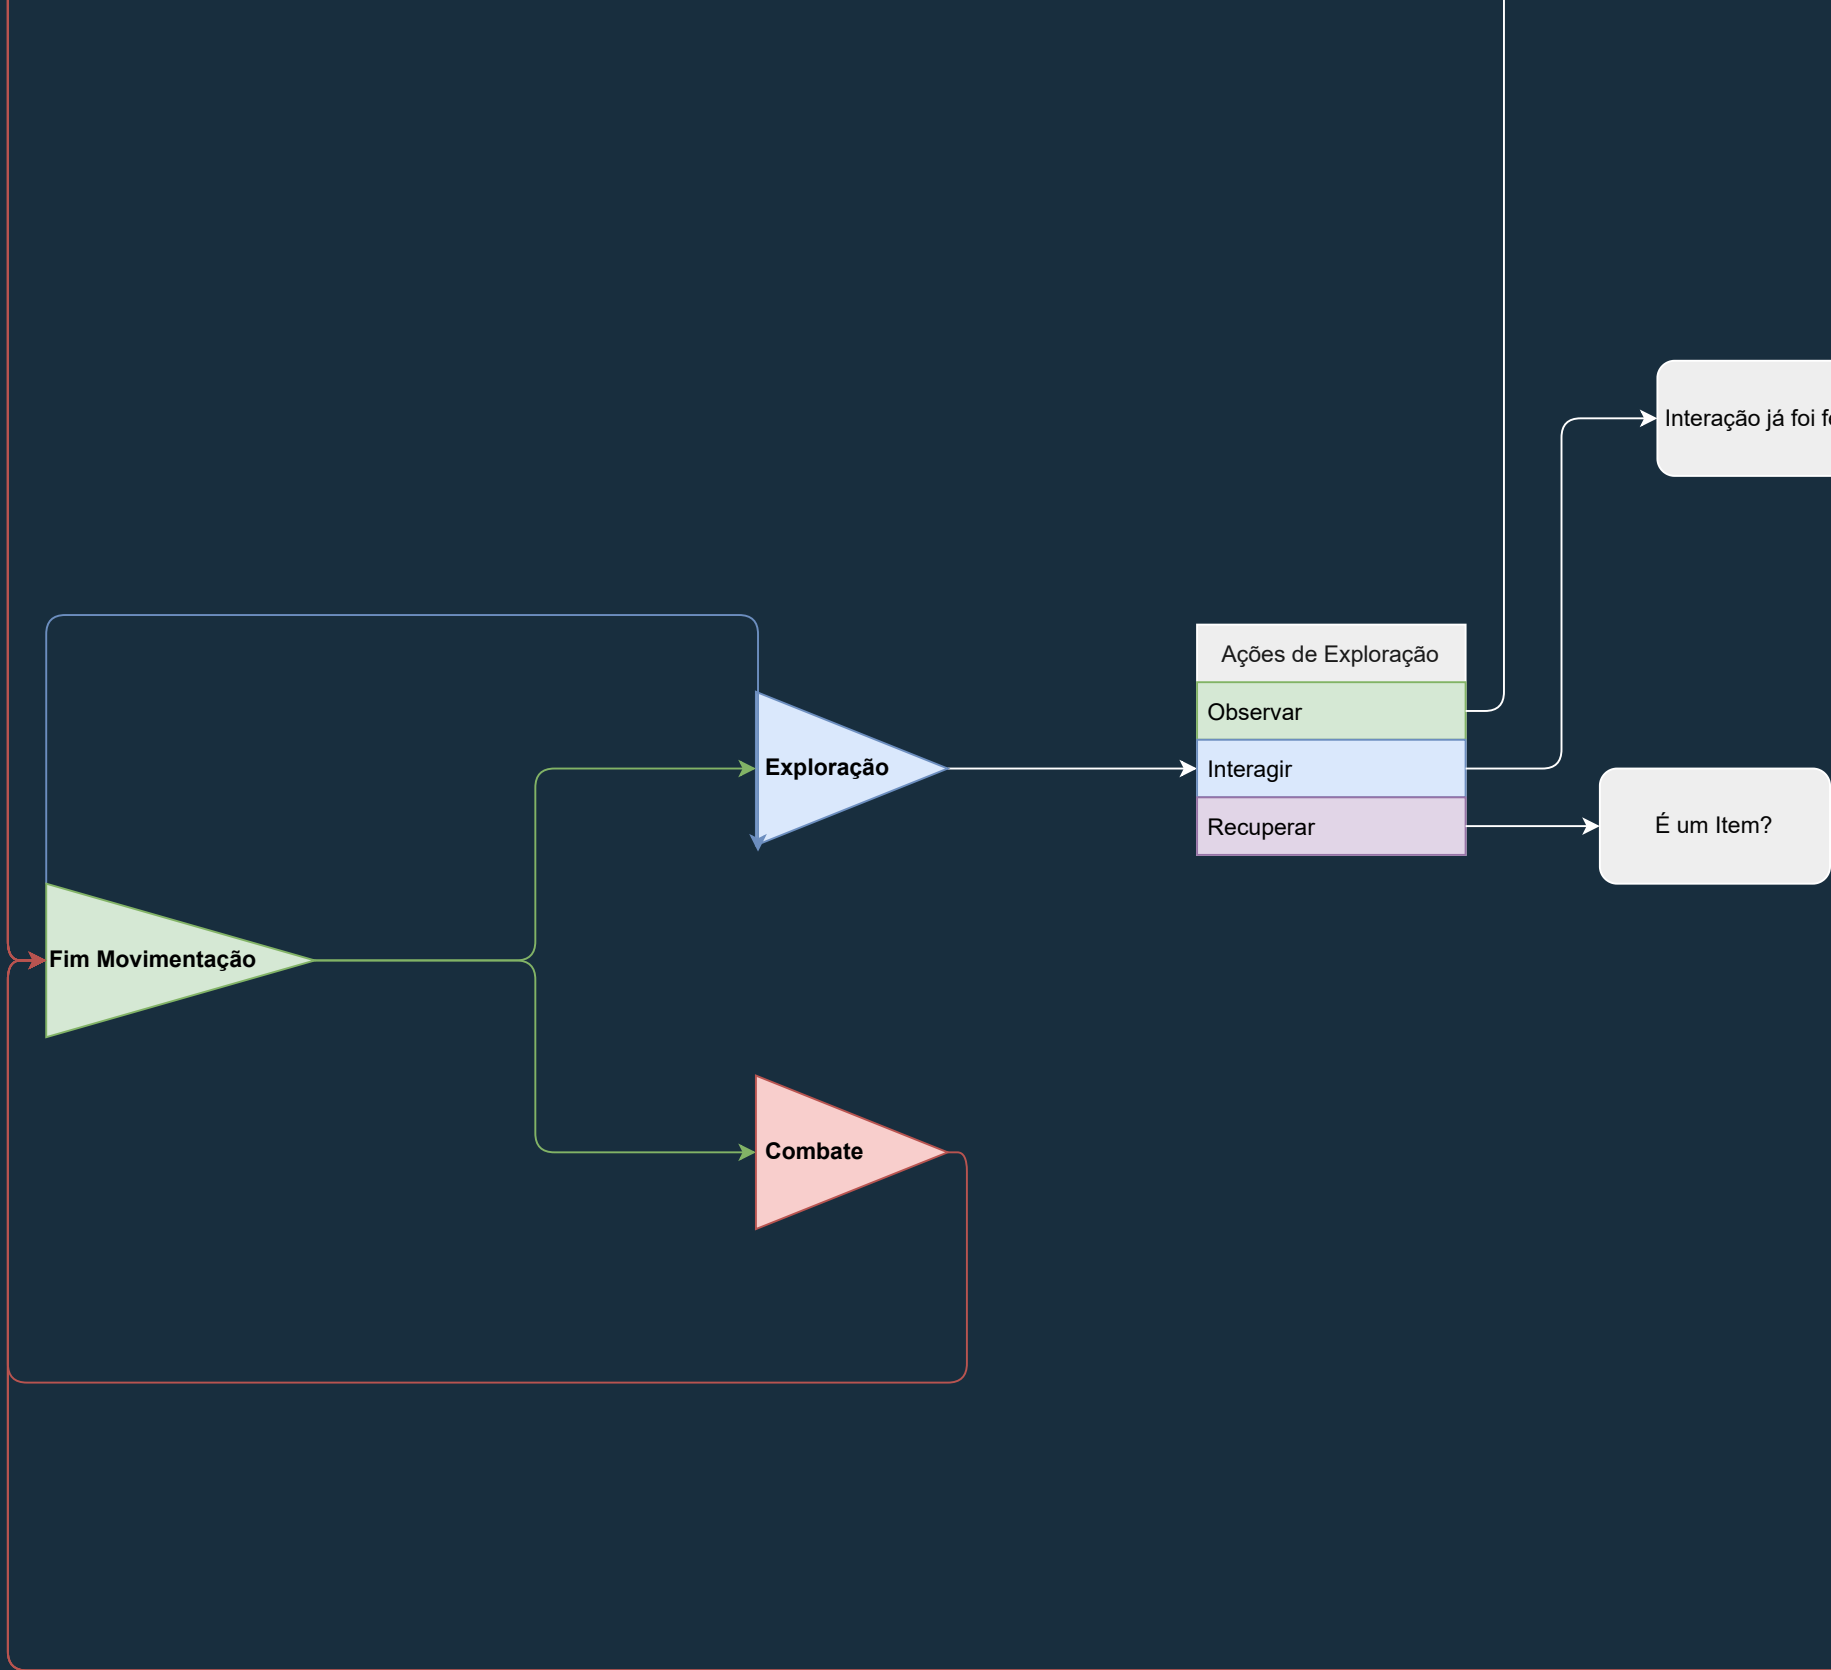 Interação já foi
Ações de Exploração
Observar
Exploração
Interagir
Recuperar
É um Item?
Fim Movimentação
Combate